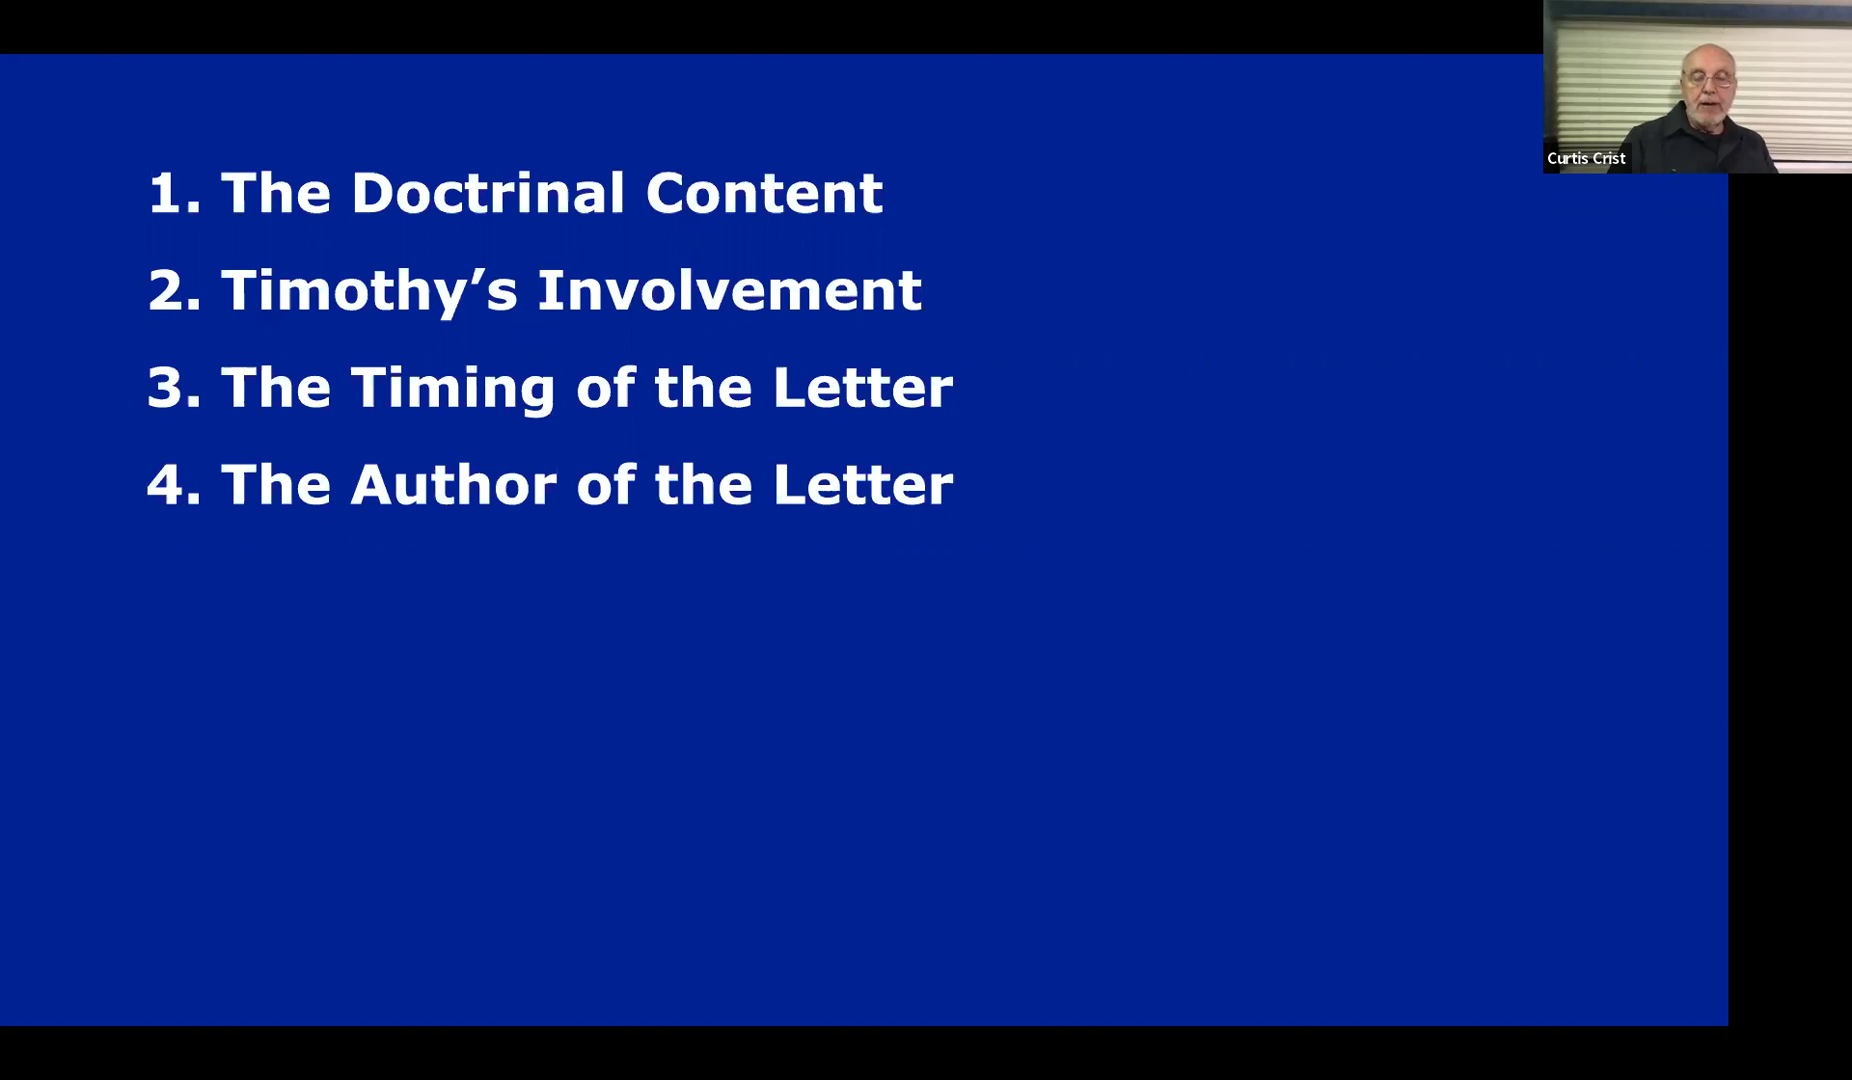 1. The Doctrinal Content
2. Timothy’s Involvement
3. The Timing of the Letter
4. The Author of the Letter
Curtis Crist